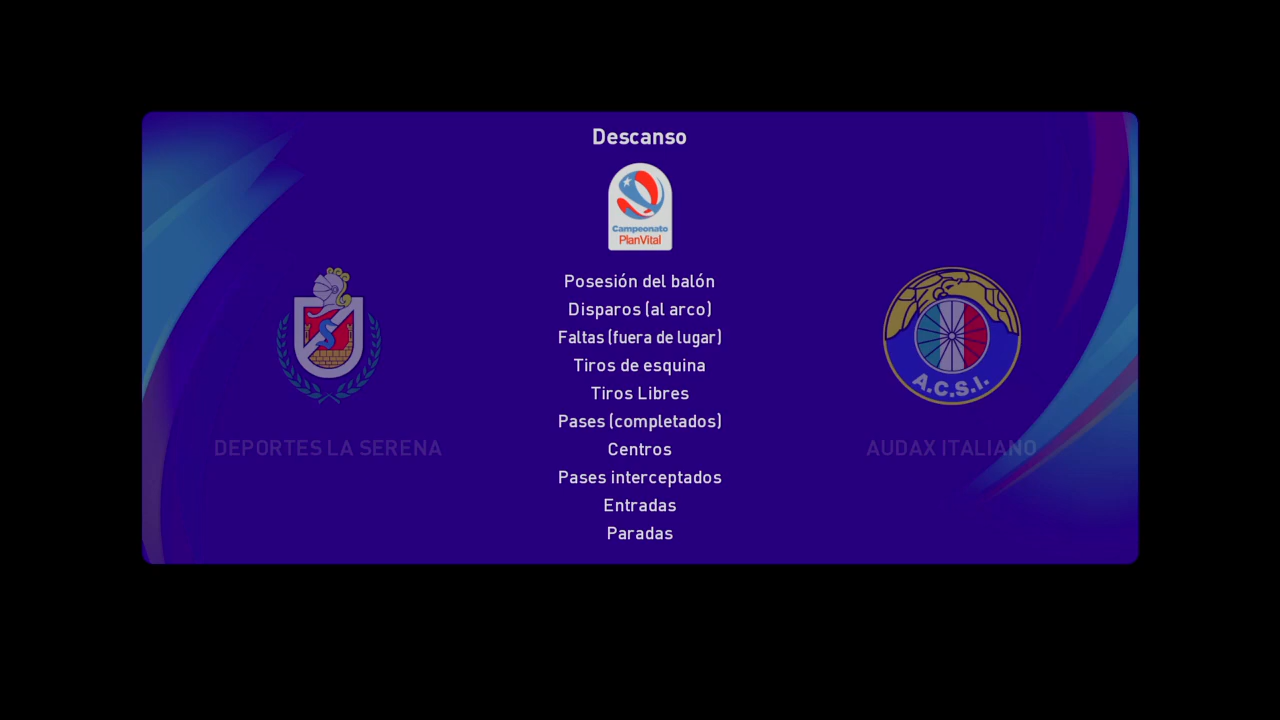 Descanso
Campeonato
PlanVital
Posesión del balón
Disparos (al arco)
Faltas (fuera de lugar)
Tiros de esquina
Tiros Libres
Pases (completados)
Centros
Pases interceptados
Entradas
Paradas
S
DEPORTES LA SERENA
A.C.S.I.
AUDAX ITALIANO